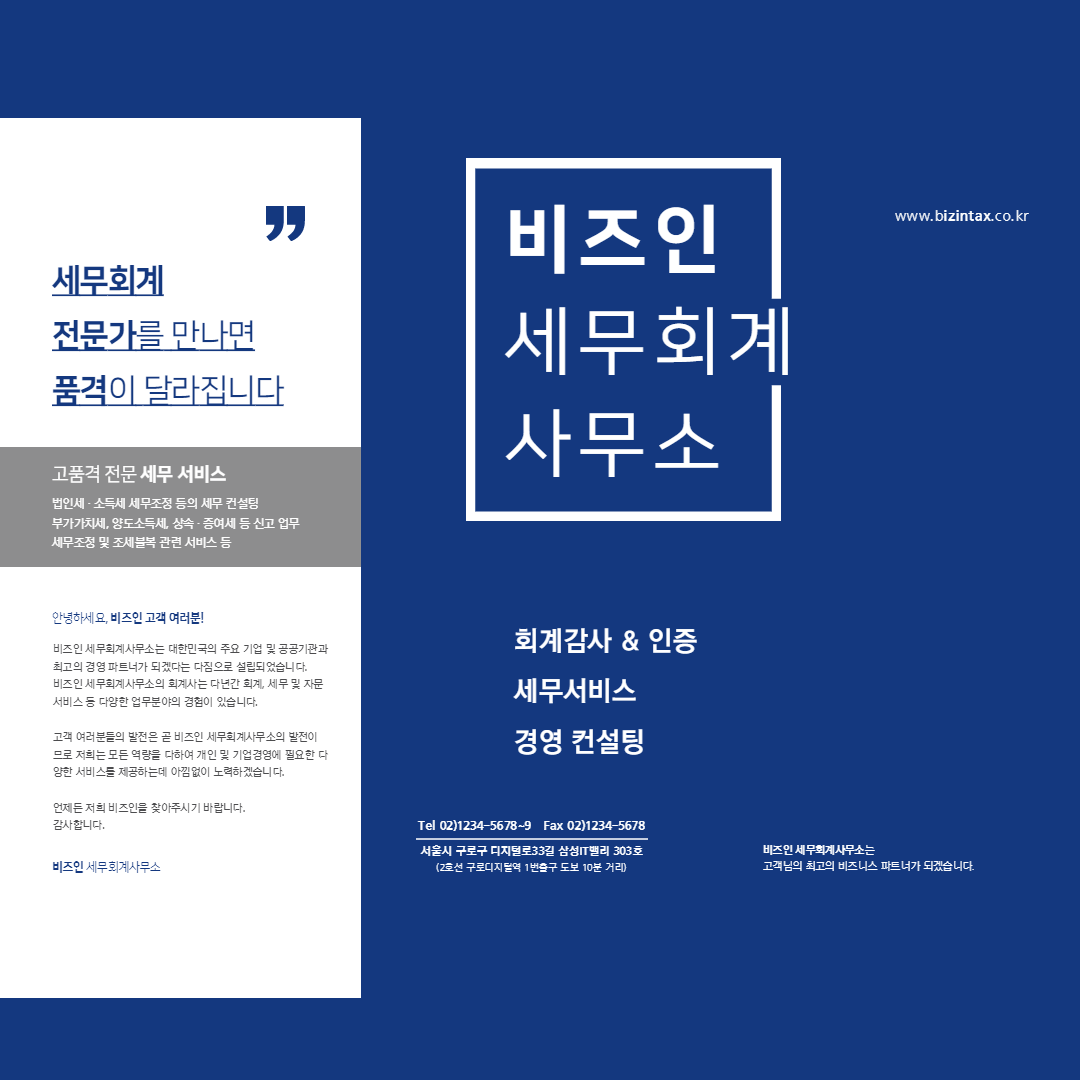 세무회계
전문가를 만나면
품격이 달라집니다
고품격 전문 세무 서비스
법인세 · 소득세 세무조정 등의 세무 컨설팅
부가가치세, 양도소득세, 상속 · 증여세 등 신고 업무
세무조정 및 조세불복 관련 서비스 등
안녕하세요, 비즈인 고객 여러분!
비즈인 세무회계사무소는 대한민국의 주요 기업 및 공공기관과
최고의 경영 파트너가 되겠다는 다짐으로 설립되었습니다.
비즈인 세무회계사무소의 회계사는 다년간 회계, 세무 및 자문
서비스 등 다양한 업무분야의 경험이 있습니다.
고객 여러분들의 발전은 곧 비즈인 세무회계사무소의 발전이
므로 저희는 모든 역량을 다하여 개인 및 기업경영에 필요한 다
양한 서비스를 제공하는데 아낌없이 노력하겠습니다.
언제든 저희 비즈인을 찾아주시기 바랍니다.
감사합니다.
비즈인 세무회계사무소
비즈인
세무회계
사무소
회계감사 & 인증
세무서비스
경영 컨설팅
Tel 02)1234-5678~9 Fax 02)1234-5678
서울시 구로구 디지털로33길 삼성IT밸리 303호
(2호선 구로디지털역 1번출구 도보 10분 거리)
www.bizintax.co.kr
비즈인 세무회계사무소는
고객님의 최고의 비즈니스 파트너가 되겠습니다.